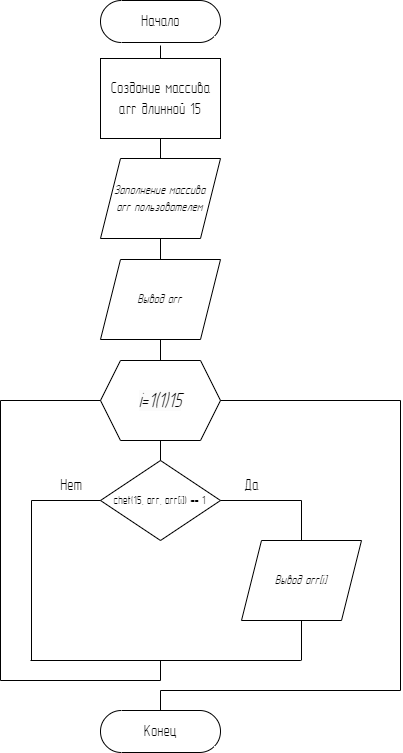 Начало
Создание массива
arr длинной 15
Заполнение массива
arr пользователем
Вывод arr
i=1(1)15
Нет
Да
chet(15, arr, arr[i]) == 1
Вывод arr[i]
Конец